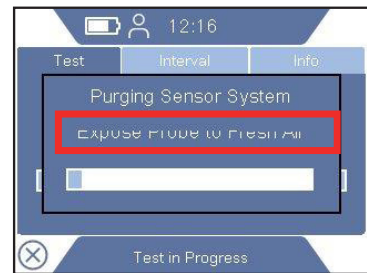 12:16
Test Interval Info
Purging Sensor System
Expose Probe to Fresh Air
Test in Progress